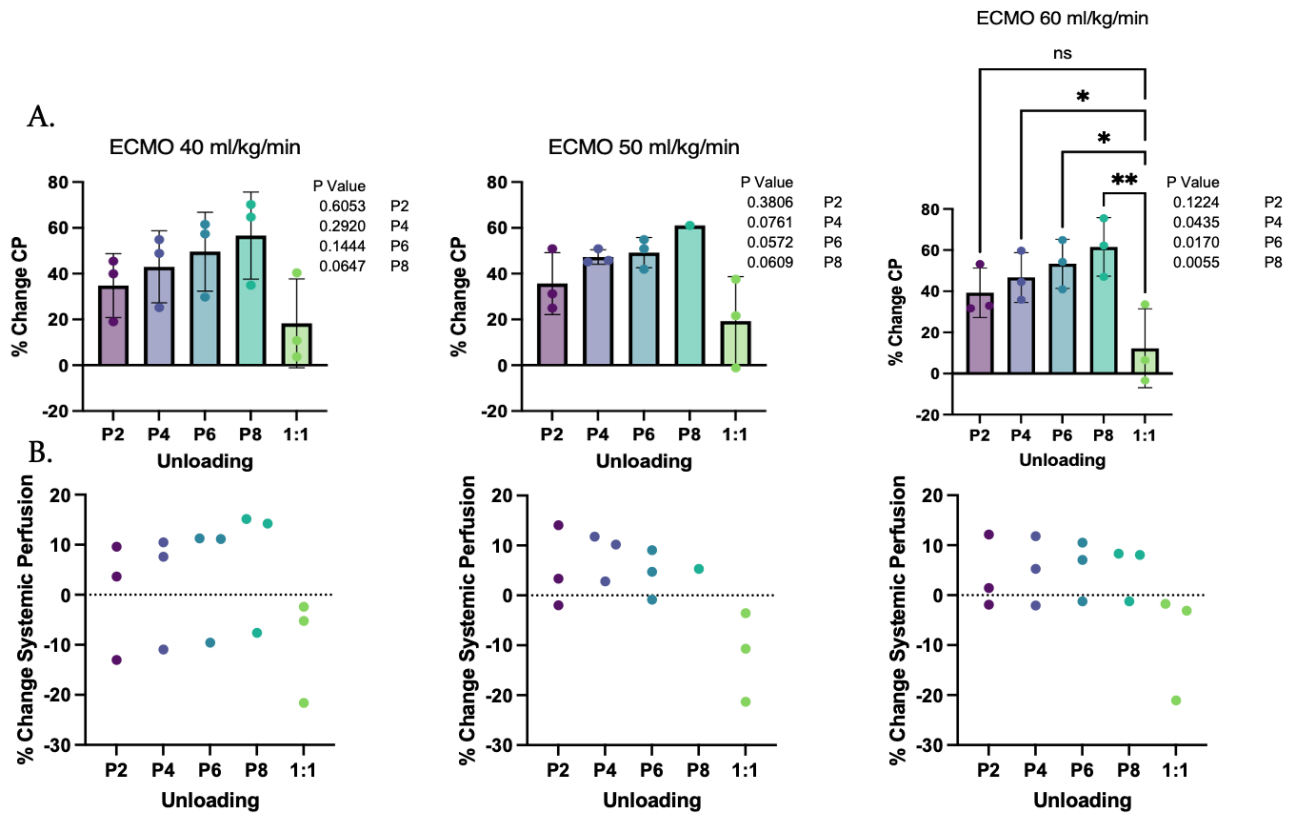 A.
ECMO 40 ml/kg/min
% Change CP
80
60
40
20
0
-20
P Value
0.6053 P2
0.2920 P4
0.1444 P6
0.0647 P8
P2 P4 P6 P8 1:1
Unloading
ECMO 50 ml/kg/min
% Change CP
80
60
40
20
0
-20
P Value
0.3806 P2
0.0761 P4
0.0572 P6
0.0609 P8
P2 P4 P6 P8 1:1
Unloading
ECMO 60 ml/kg/min
ns
*
*
**
% Change CP
80
60
40
20
0
-20
P Value
0.1224 P2
0.0435 P4
0.0170 P6
0.0055 P8
P2 P4 P6 P8 1:1
Unloading
B.
% Change Systemic Perfusion
20
10
0
-10
-20
-30
P2 P4 P6 P8 1:1
Unloading
% Change Systemic Perfusion
20
10
0
-10
-20
-30
P2 P4 P6 P8 1:1
Unloading
% Change Systemic Perfusion
20
10
0
-10
-20
-30
P2 P4 P6 P8 1:1
Unloading